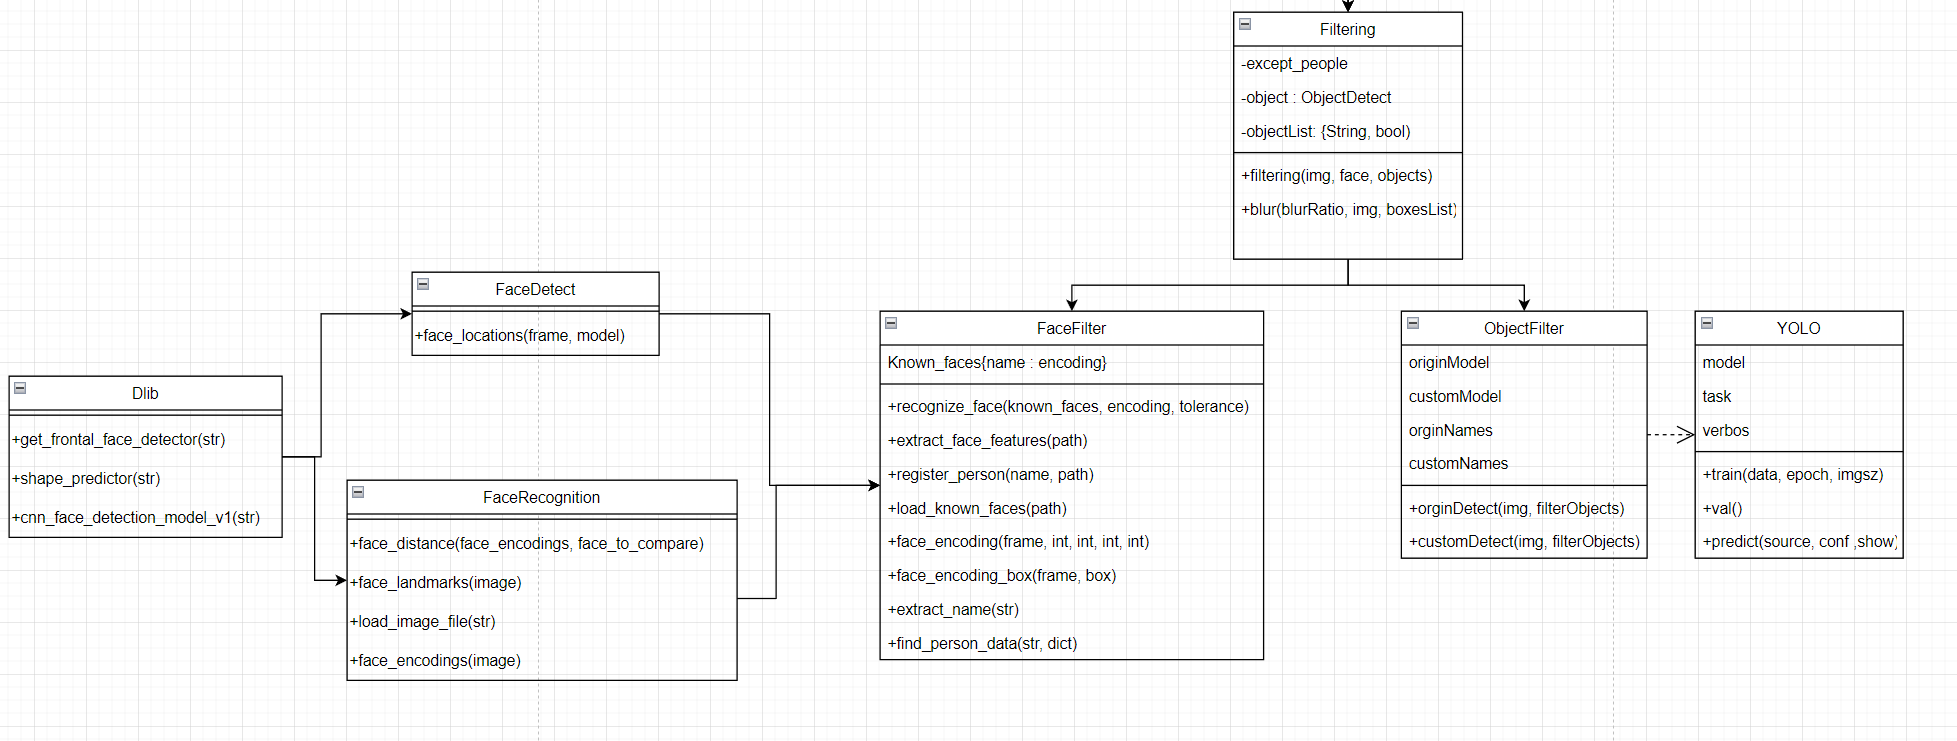 Filtering
-except_people
-object : ObjectDetect
-objectList: {String, bool)
+filtering(img, face, objects)
+blur(blurRatio, img, boxesList)
FaceDetect
+face_locations(frame, model)
Dlib
+get_frontal_face_detector(str)
+shape_predictor(str)
+cnn_face_detection_model_v1(str)
FaceRecognition
+face_distance(face_encodings, face_to_compare)
+face_landmarks(image)
+load_image_file(str)
+face_encodings(image)
FaceFilter
Known_faces{name : encoding}
+recognize_face(known_faces, encoding, tolerance)
+extract_face_features(path)
+register_person(name, path)
+load_known_faces(path)
+face_encoding(frame, int, int, int, int)
+face_encoding_box(frame, box)
+extract_name(str)
+find_person_data(str, dict)
ObjectFilter
originModel
customModel
orginNames
customNames
+orginDetect(img, filterObjects)
+customDetect(img, filterObjects)
YOLO
model
task
verbos
+train(data, epoch, imgsz)
+val()
+predict(source, conf ,show)